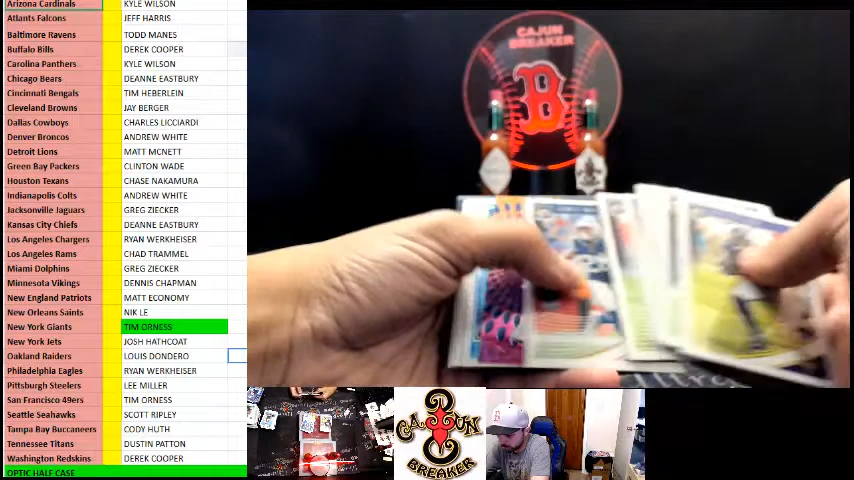 Arizona Cardinals KYLE WILSON
Atlants Falcons JEFF HARRIS
Baltimore Ravens TODD MANES
Buffalo Bills DEREK COOPER
Carolina Panthers KYLE WILSON
Chicago Bears DEANNE EASTBURY
Cincinnati Bengals TIM HEBERLEIN
Cleveland Browns JAY BERGER
Dallas Cowboys CHARLES LICCIARDI
Denver Broncos ANDREW WHITE
Detroit Lions MATT MCNETT
Green Bay Packers CLINTON WADE
Houston Texans CHASE NAKAMURA
Indianapolis Colts ANDREW WHITE
Jacksonville Jaguars GREG ZIECKER
Kansas City Chiefs DEANNE EASTBURY
Los Angeles Chargers RYAN WERKHEISER
Los Angeles Rams CHAD TRAMMEL
Miami Dolphins GREG ZIECKER
Minnesota Vikings DENNIS CHAPMAN
New England Patriots MATT ECONOMY
New Orleans Saints NIK LE
New York Giants TIM ORNESS
New York Jets JOSH HATHCOAT
Oakland Raiders LOUIS DONDERO
Philadelphia Eagles RYAN WERKHEISER
Pittsburgh Steelers LEE MILLER
San Francisco 49ers TIM ORNESS
Seattle Seahawks SCOTT RIPLEY
Tampa Bay Buccaneers CODY HUTH
Tennessee Titans DUSTIN PATTON
Washington Redskins DEREK COOPER
OPTIC HALF CASE
CAJUN
BREAKER
B
CAJUN
BREAKER